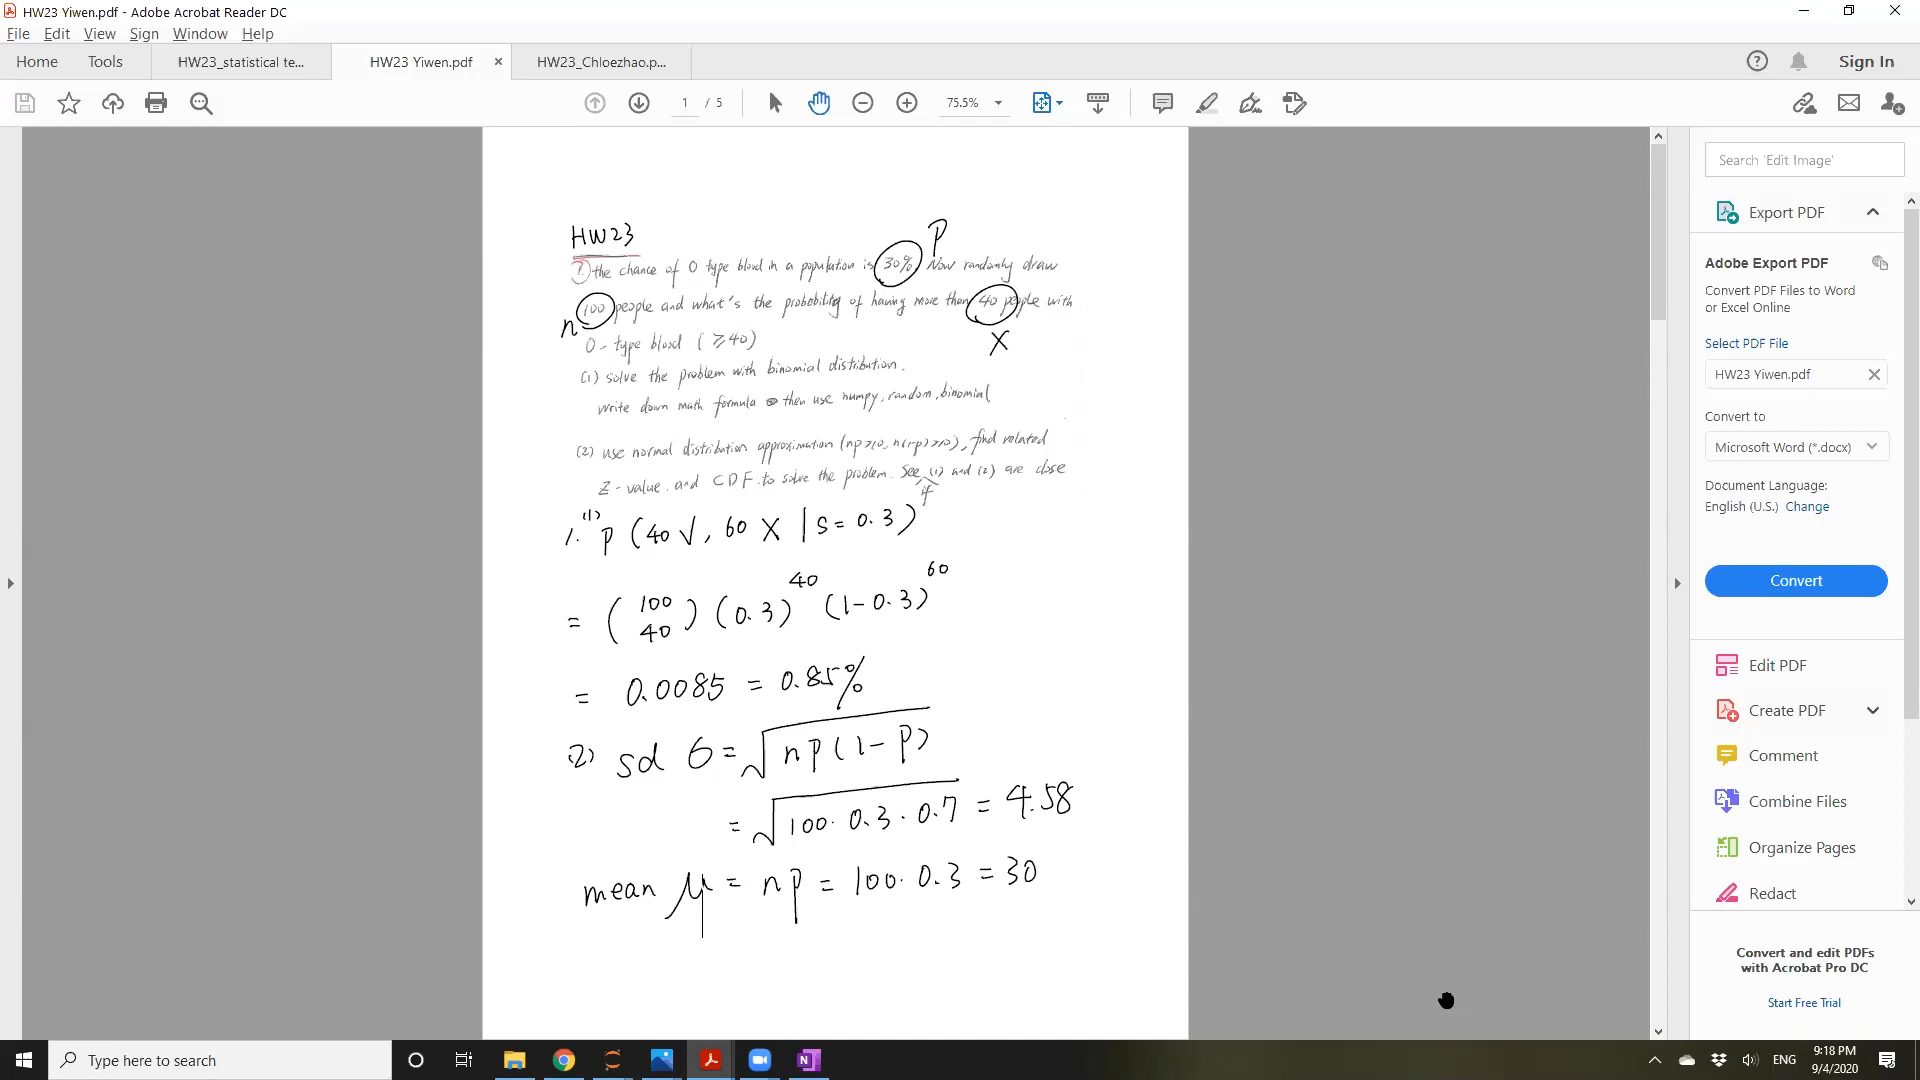 HW23 Yiwen.pdf - Adobe Acrobat Reader DC
File Edit View Sign Window Help
Home Tools HW23_statistical te... HW23 Yiwen.pdf × HW23_Chloezhao.p... Sign In
1 / 5 75.5%
Search 'Edit Image'
Export PDF
Adobe Export PDF
Convert PDF Files to Word
or Excel Online
Select PDF File
HW23 Yiwen.pdf
Convert to
Microsoft Word (*.docx)
Document Language:
English (U.S.) Change
Convert
Edit PDF
Create PDF
Comment
Combine Files
Organize Pages
Redact
Convert and edit PDFs
with Acrobat Pro DC
Start Free Trial
HW23
P
1. the chance of O type blood in a population is 30%. Now randomly draw
n 100 people and what's the probability of having more than 40 people with
X
O-type blood ( ≥40)
(1) solve the problem with binomial distribution.
write down math formula then use numpy, random, binomial
(2) use normal distribution approximation (np>10, n(1-p)>10), find related
Z-value. and CDF. to solve the problem. See (1) and (2) are close
if
1. (1) P (40 √, 60 X | S = 0.3)
= (100 40) (0.3)^40 (1-0.3)^60
= 0.0085 = 0.85%
(2) sd σ = √np(1-p)
= √100· 0.3 · 0.7 = 4.58
mean μ = np = 100· 0.3 = 30
Type here to search
ENG
9:18 PM
9/4/2020